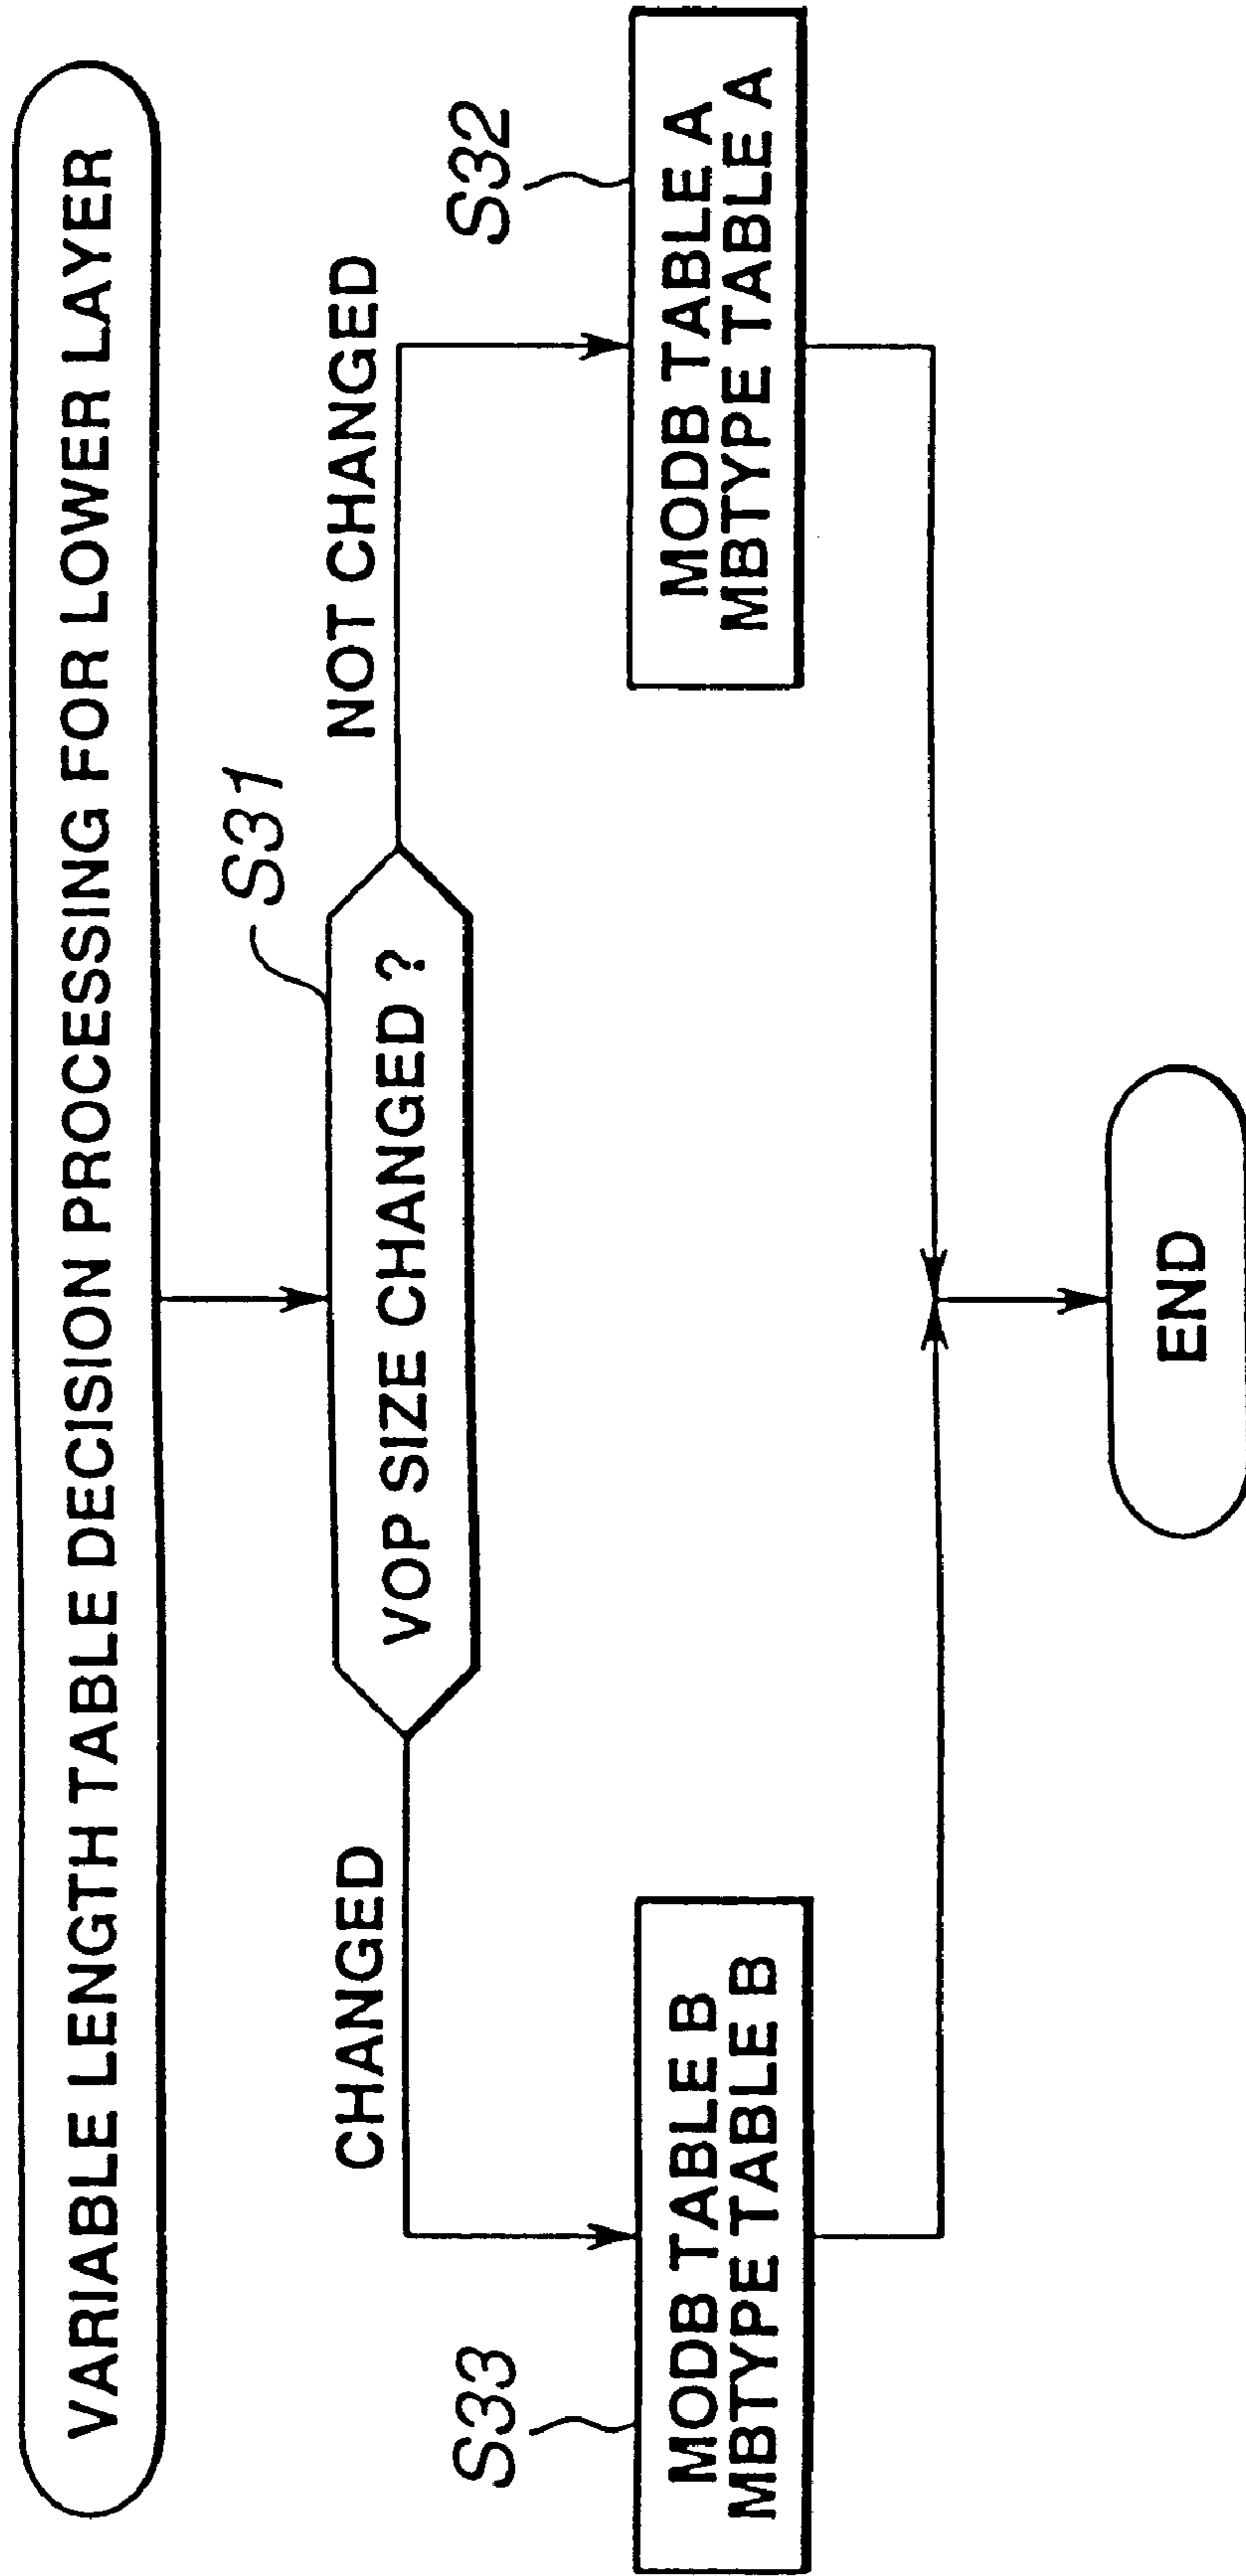 VARIABLE LENGTH TABLE DECISION PROCESSING FOR LOWER LAYER
S31
VOP SIZE CHANGED ?
CHANGED
NOT CHANGED
S33
MODB TABLE B
MBTYPE TABLE B
S32
MODB TABLE A
MBTYPE TABLE A
END